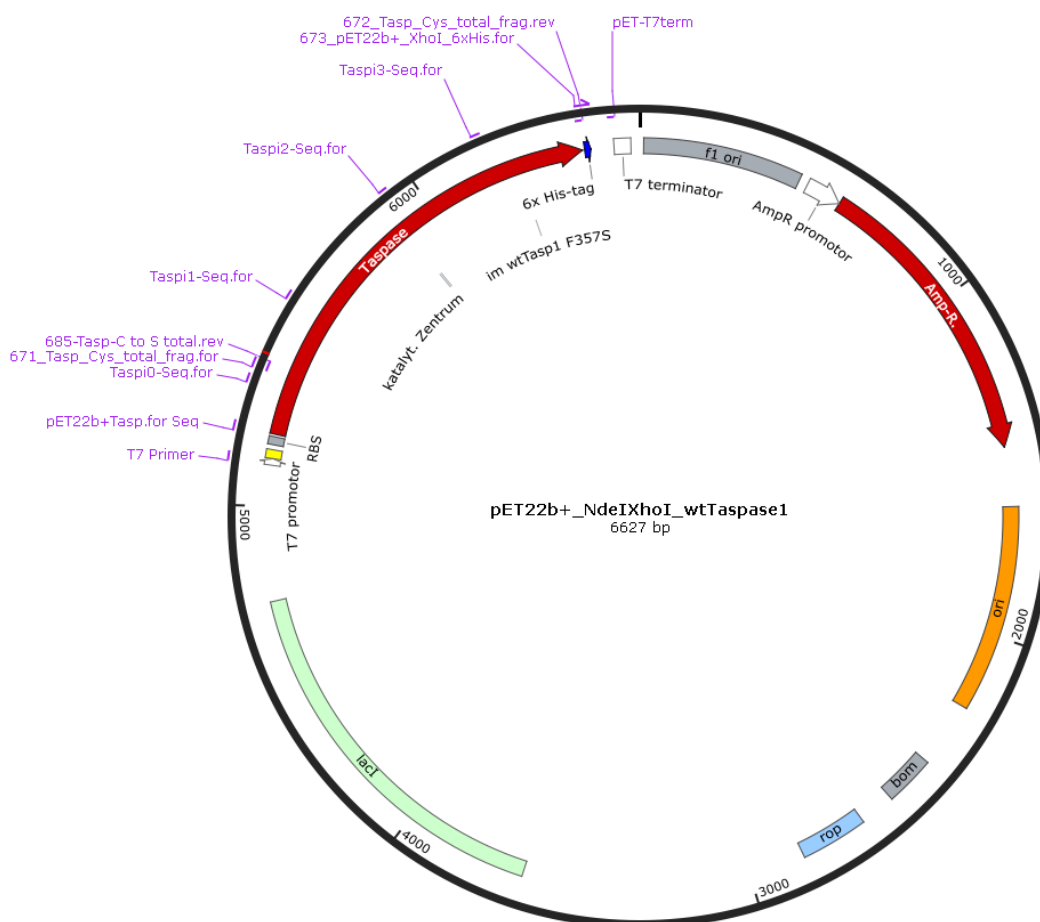 672_Tasp_Cys_total_frag.rev
pET-T7term
673_pET22b+_XhoI_6xHis.for
Taspi3-Seq.for
Taspi2-Seq.for
6000
f1 ori
6x His-tag
T7 terminator
AmpR promotor
Taspase
im wtTasp1 F357S
1000
Amp-R.
Taspi1-Seq.for
katalyt. Zentrum
685-Tasp-C to S total.rev
671_Tasp_Cys_total_frag.for
Taspi0-Seq.for
pET22b+Tasp.for Seq
RBS
T7 Primer
T7 promotor
5000
pET22b+_NdeIXhoI_wtTaspase1
6627 bp
ori
2000
lacI
bom
rop
4000
3000